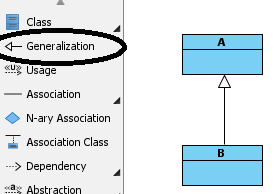 Class
Generalization
«u» Usage
Association
N-ary Association
Association Class
Dependency
«a» Abstraction
A
B